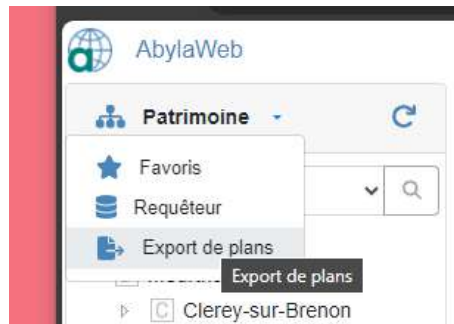 AbylaWeb
Patrimoine
Favoris
Requêteur
Export de plans
Export de plans
C Clerey-sur-Brenon